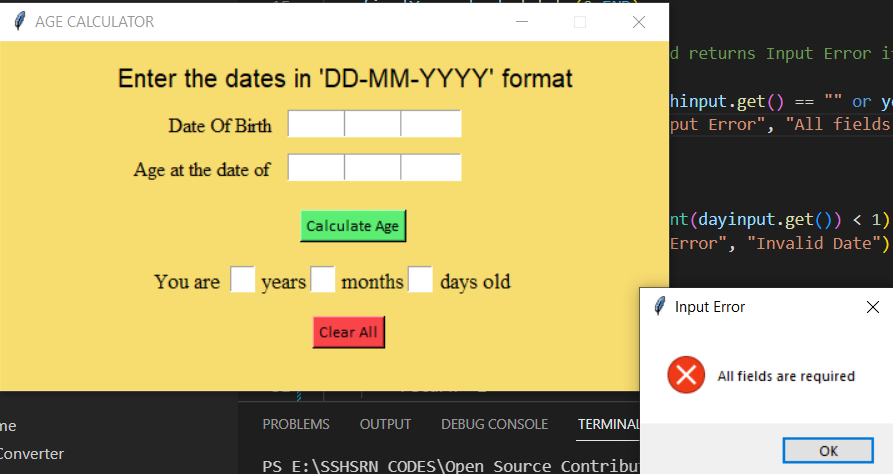 AGE CALCULATOR
Enter the dates in 'DD-MM-YYYY' format
Date Of Birth
Age at the date of
Calculate Age
You are years months days old
Clear All
d returns Input Error i
hinput.get() == "" or y
put Error", "All fields
nt(dayinput.get()) < 1)
Error", "Invalid Date")
Input Error
All fields are required
OK
me
Converter
PROBLEMS OUTPUT DEBUG CONSOLE TERMINAL
PS E:\SSHSRN CODES\Open Source Contribu